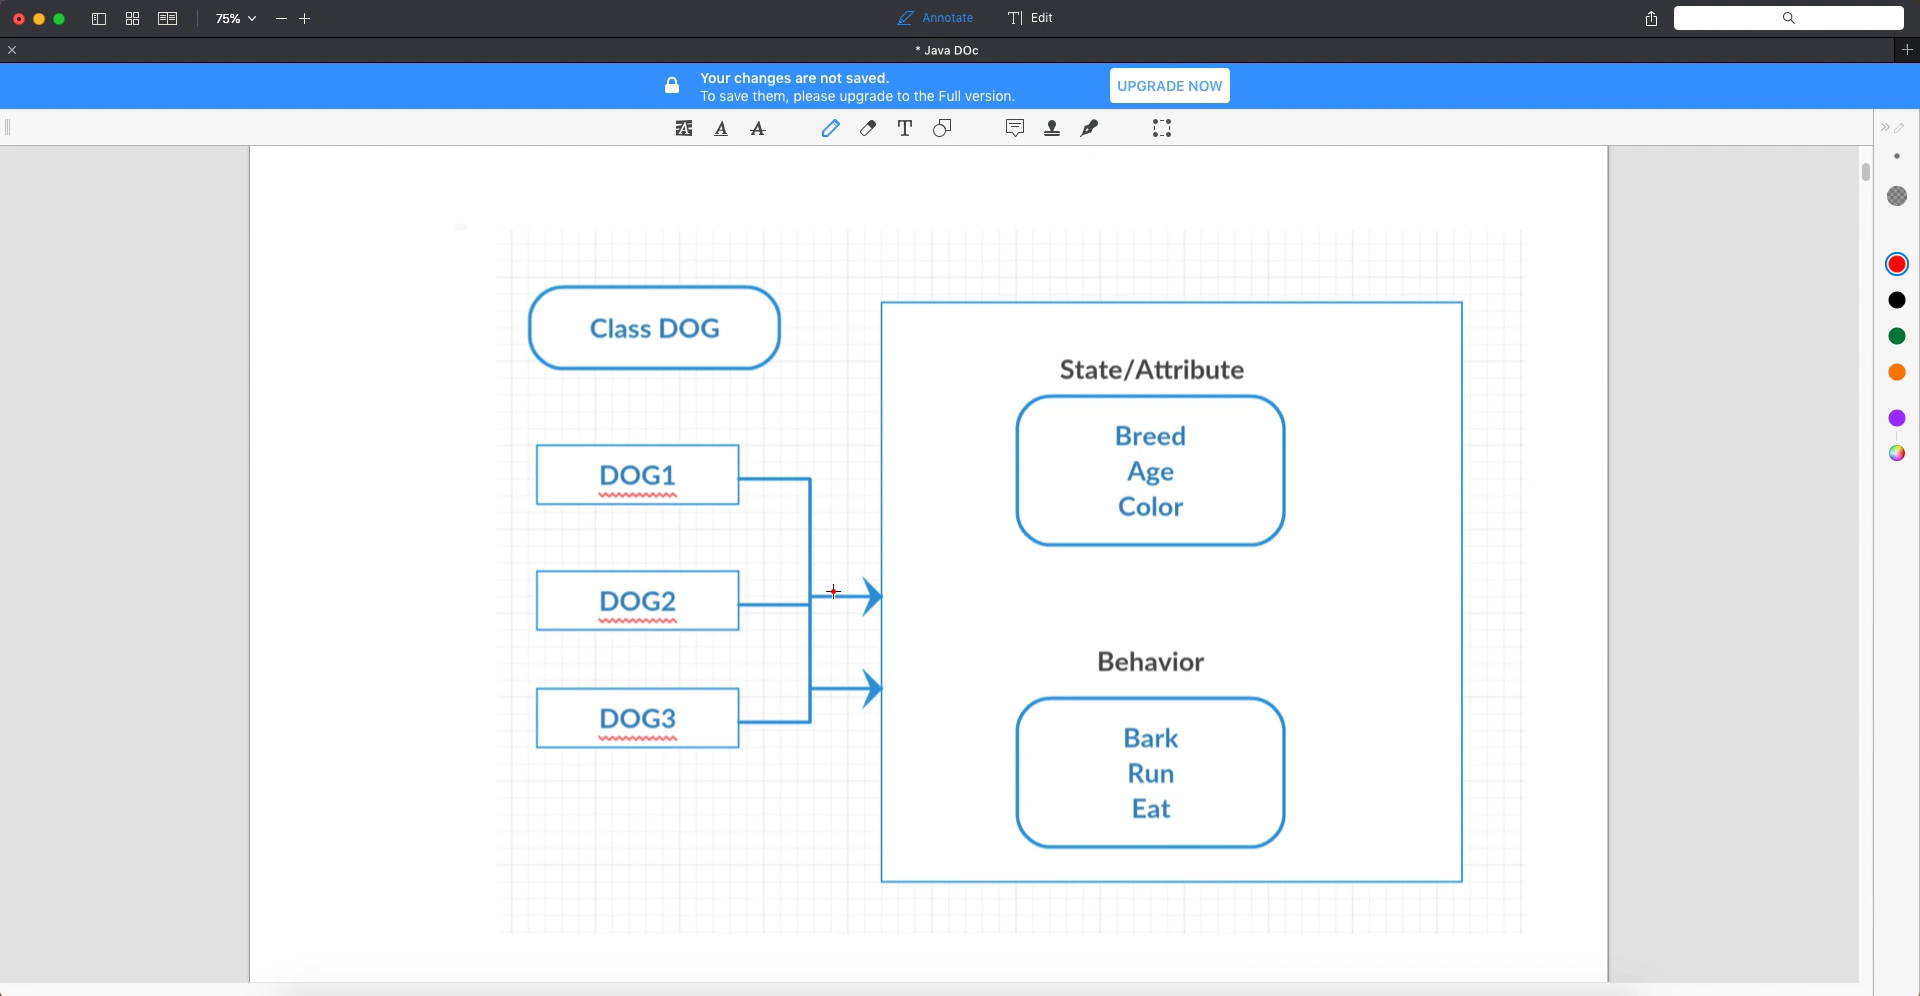 75%
Annotate
Edit
* Java DOc
Your changes are not saved.
To save them, please upgrade to the Full version.
UPGRADE NOW
Class DOG
State/Attribute
Breed
Age
Color
DOG1
DOG2
DOG3
Behavior
Bark
Run
Eat